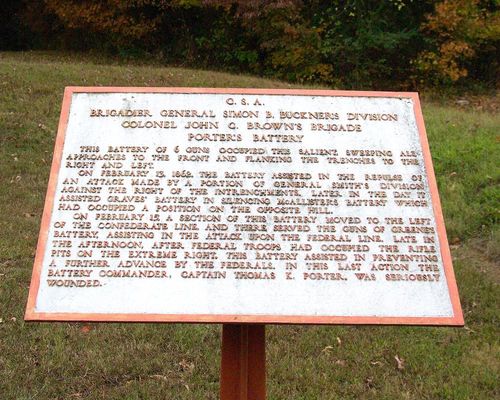 C. S. A.
BRIGADIER GENERAL SIMON B. BUCKNER'S DIVISION
COLONEL JOHN C. BROWN'S BRIGADE
PORTER'S BATTERY
THIS BATTERY OF 6 GUNS OCCUPIED THIS SALIENT, SWEEPING ALL
APPROACHES TO THE FRONT AND FLANKING THE TRENCHES TO THE
RIGHT AND LEFT.
ON FEBRUARY 13, 1862, THE BATTERY ASSISTED IN THE REPULSE OF
AN ATTACK MADE BY A PORTION OF GENERAL SMITH'S DIVISION
AGAINST THE RIGHT OF THE INTRENCHMENTS. LATER IN THE DAY IT
ASSISTED GRAVES' BATTERY IN SILENCING McALLISTER'S BATTERY WHICH
HAD OCCUPIED A POSITION ON THE OPPOSITE HILL.
ON FEBRUARY 15, A SECTION OF THIS BATTERY MOVED TO THE LEFT
OF THE CONFEDERATE LINE, AND THERE SERVED THE GUNS OF GREENE'S
BATTERY, ASSISTING IN THE ATTACK UPON THE FEDERAL LINE. LATE IN
THE AFTERNOON, AFTER FEDERAL TROOPS HAD OCCUPIED THE RIFLE
PITS ON THE EXTREME RIGHT, THIS BATTERY ASSISTED IN PREVENTING
A FURTHER ADVANCE BY THE FEDERALS. IN THIS LAST ACTION THE
BATTERY COMMANDER, CAPTAIN THOMAS K. PORTER, WAS SERIOUSLY
WOUNDED.